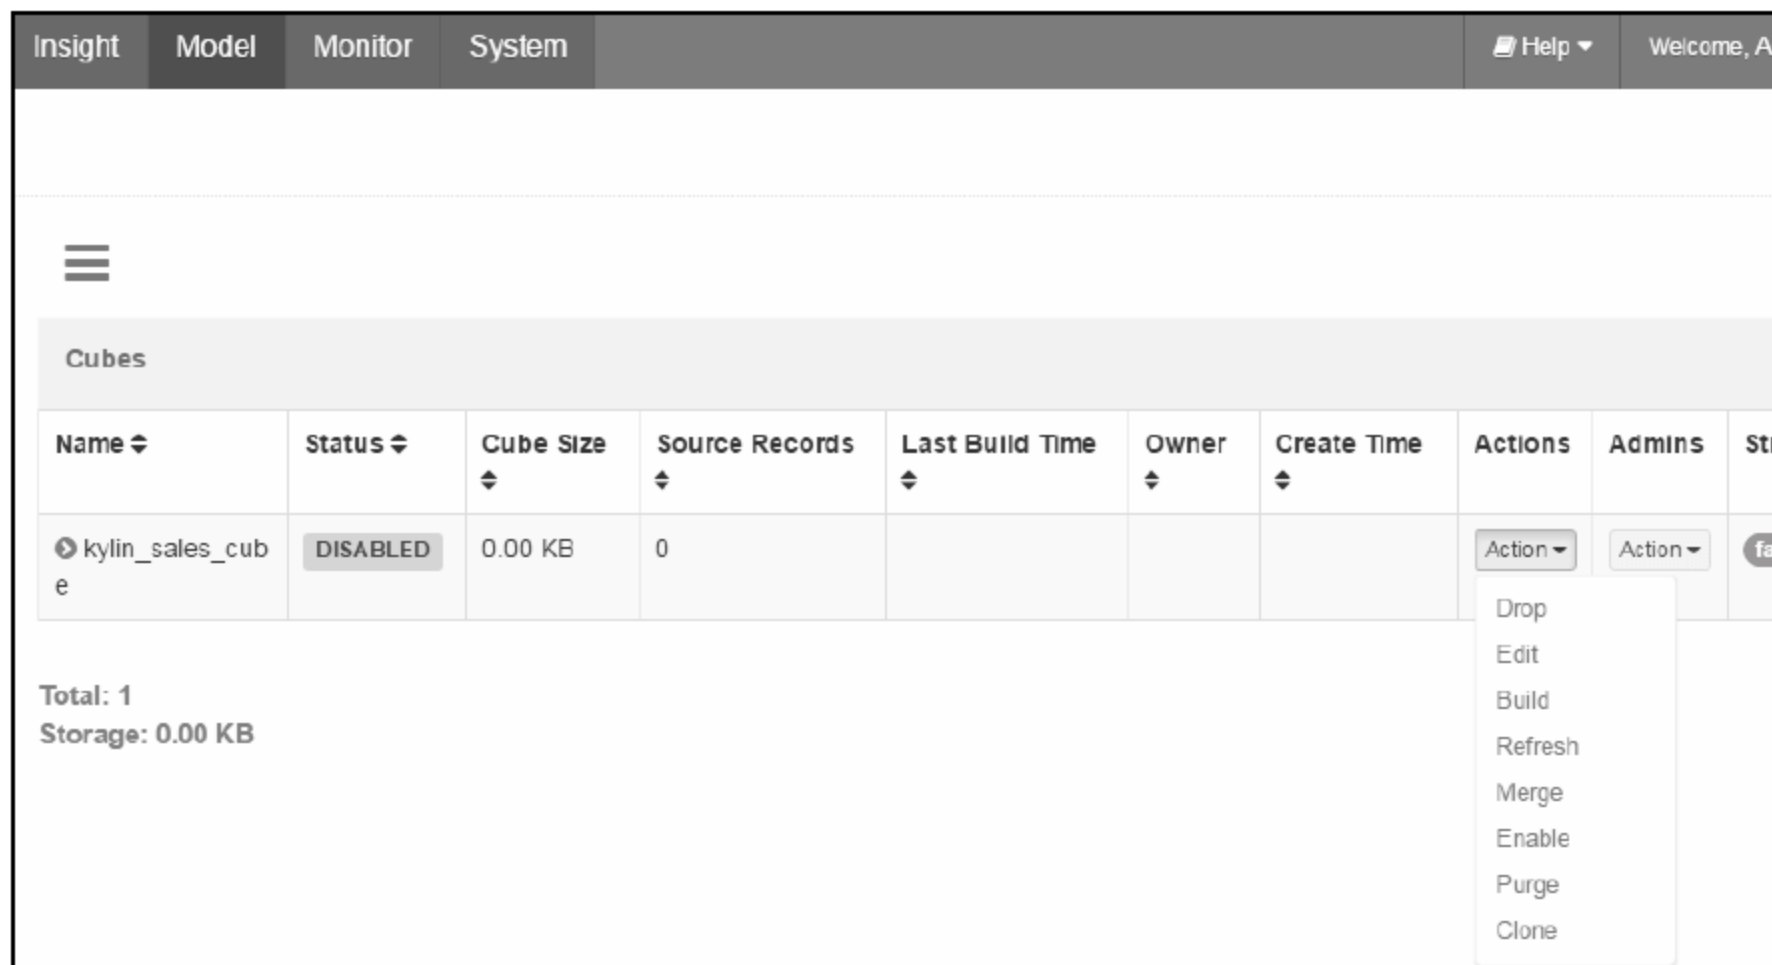 Insight Model Monitor System Help Welcome, A
Cubes
Name Status Cube Size Source Records Last Build Time Owner Create Time Actions Admins Str
kylin_sales_cub DISABLED 0.00 KB 0 Action Action fa
e
Drop
Edit
Build
Total: 1
Storage: 0.00 KB
Refresh
Merge
Enable
Purge
Clone